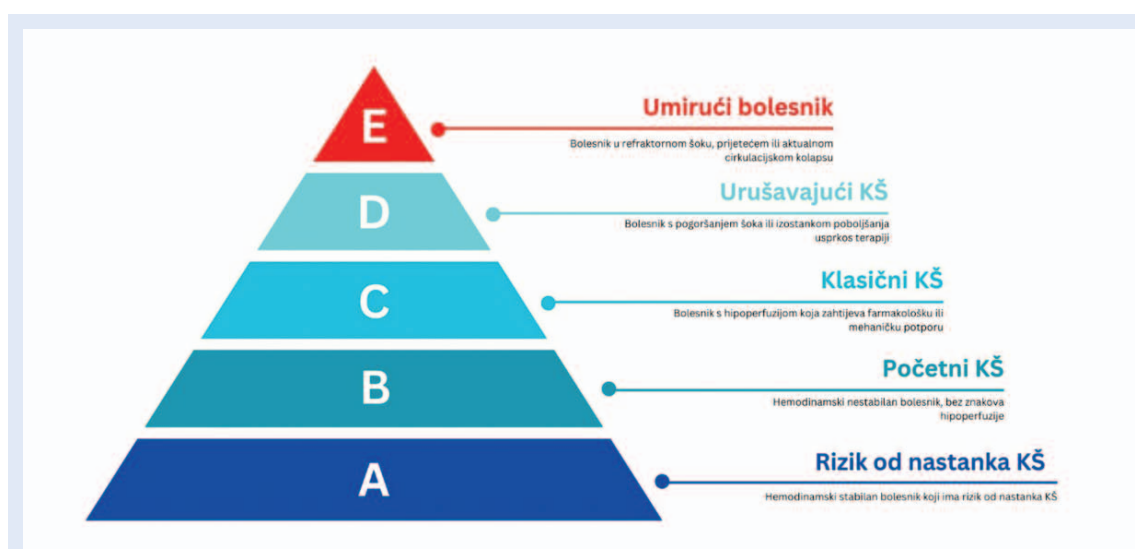 E
Umirući bolesnik
Bolesnik u refraktornom šoku, prijetećem ili aktualnom
cirkulacijskom kolapsu
D
Urušavajući KŠ
Bolesnik s pogoršanjem šoka ili izostankom poboljšanja
usprkos terapiji
C
Klasični KŠ
Bolesnik s hipoperfuzijom koja zahtijeva farmakološku ili
mehaničku potporu
B
Početni KŠ
Hemodinamski nestabilan bolesnik, bez znakova
hipoperfuzije
A
Rizik od nastanka KŠ
Hemodinamski stabilan bolesnik koji ima rizik od nastanka KŠ